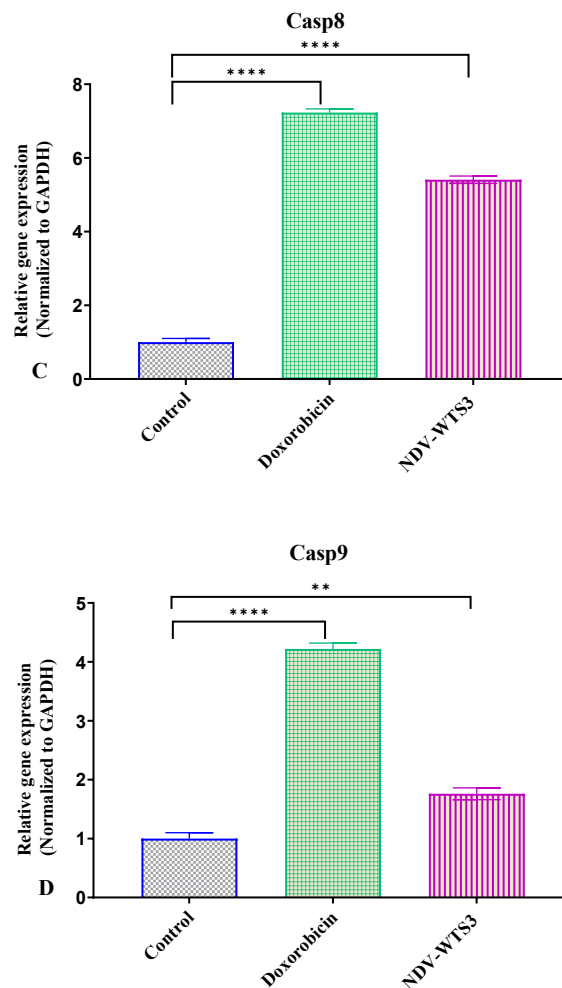 Casp8
****
****
Relative gene expression
(Normalized to GAPDH)
8
6
4
2
0
C
Control
Doxorobicin
NDV-WTS3
Casp9
**
****
Relative gene expression
(Normalized to GAPDH)
5
4
3
2
1
0
D
Control
Doxorobicin
NDV-WTS3